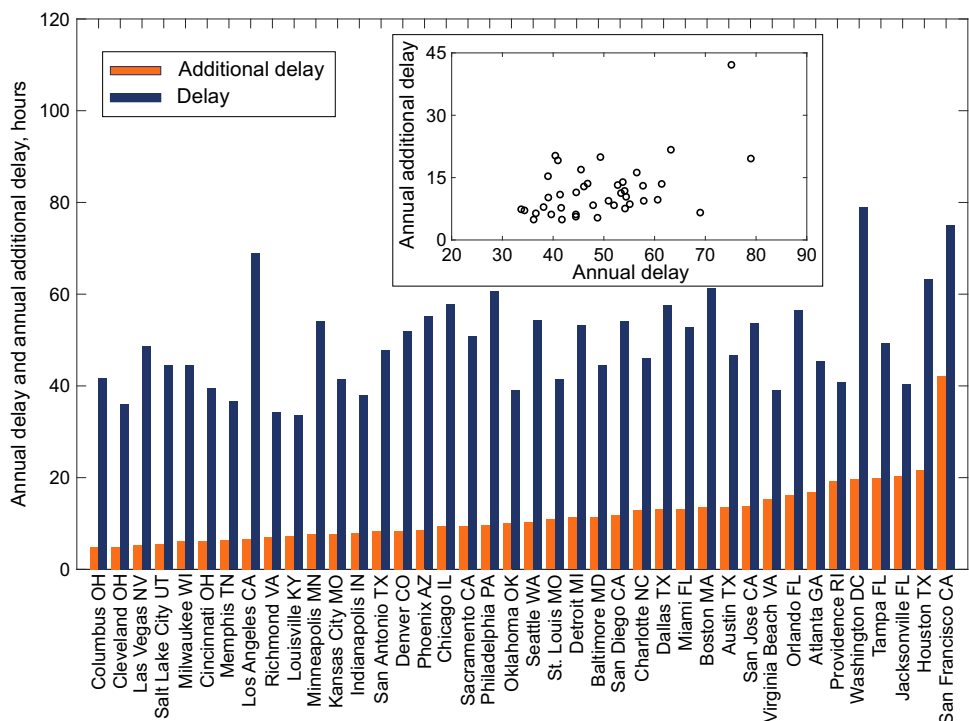 Annual delay and annual additional delay, hours
120
100
80
60
40
20
0
Additional delay
Delay
Annual additional delay
45
30
15
0
20 30 40 50 60 70 80 90
Annual delay
Columbus OH
Cleveland OH
Las Vegas NV
Satlt Lake City UT
Milwaukee WI
Cincinnati OH
Memphis TN
Los Angeles CA
Richmond VA
Louisville KY
Minneapolis MN
Kansas City MO
Indianapolis IN
San Antonio TX
Denver CO
Phoenix AZ
Chicago IL
Sacramento CA
Philadelphia PA
Oklahoma OK
Seattle WA
St. Louis MO
Detroit MI
Baltimore MD
San Diego CA
Charlotte NC
Dallas TX
Miami FL
Boston MA
Austin TX
San Jose CA
Virginia Beach VA
Orlando FL
Atlanta GA
Providence RI
Washington DC
Tampa FL
Jacksonville FL
Houston TX
San Francisco CA